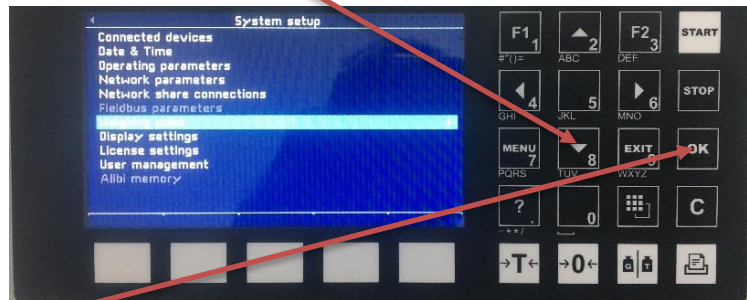 System setup
Connected devices
Date & Time
Operating parameters
Network parameters
Network share connections
Fieldbus parameters
Weighing point
Display settings
License settings
User management
Alibi memory
F1 1
2
F2 3
START
#"()=
ABC
DEF
4
5
6
STOP
GHI
JKL
MNO
MENU 7
8
EXIT 9
OK
PQRS
TUV
WXYZ
? .
0
C
-+*/
→T←
→0←
G T